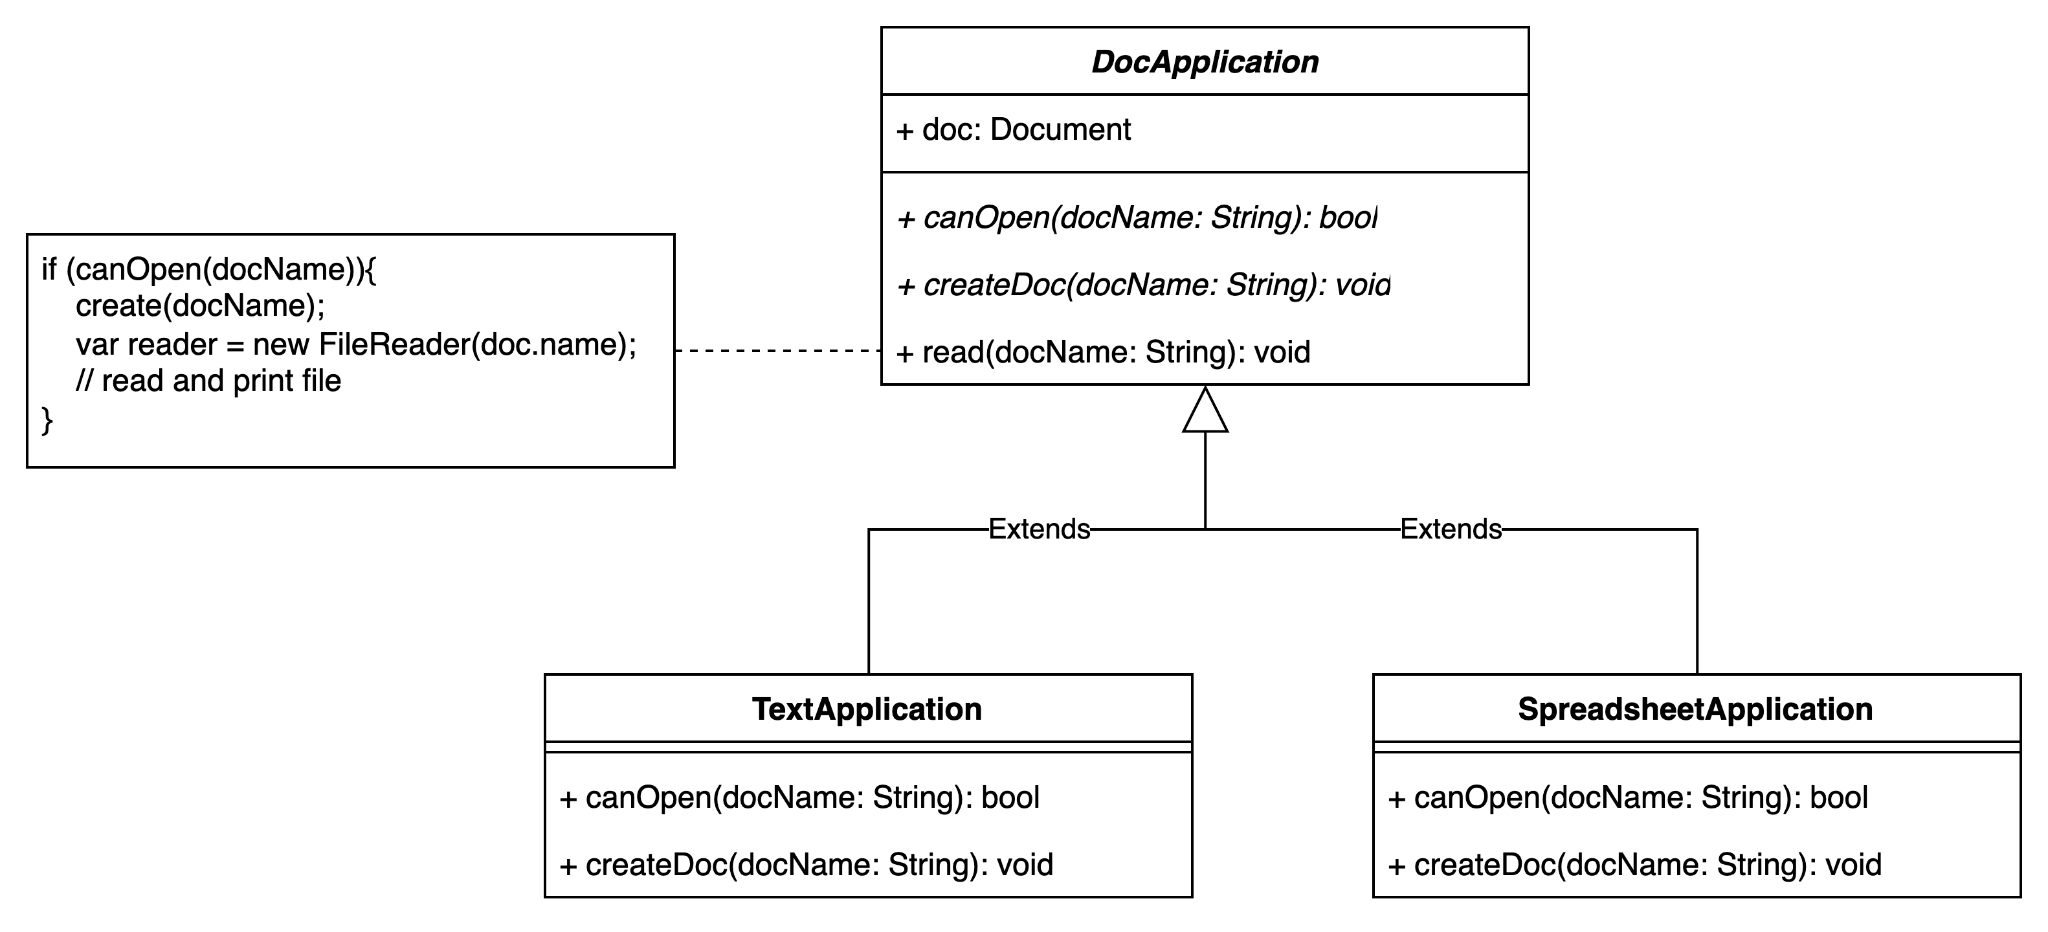 DocApplication
+ doc: Document
+ canOpen(docName: String): bool
+ createDoc(docName: String): void
+ read(docName: String): void
if (canOpen(docName)){
create(docName);
var reader = new FileReader(doc.name);
// read and print file
}
Extends
Extends
TextApplication
+ canOpen(docName: String): bool
+ createDoc(docName: String): void
SpreadsheetApplication
+ canOpen(docName: String): bool
+ createDoc(docName: String): void